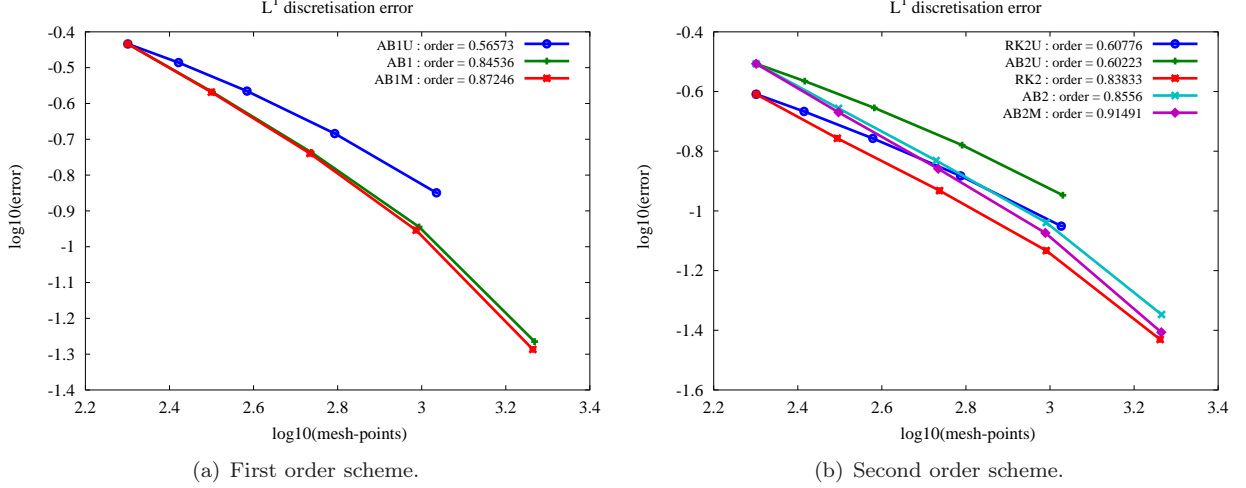 L1 discretisation error
-0.4
-0.5
-0.6
-0.7
-0.8
-0.9
-1
-1.1
-1.2
-1.3
-1.4
log10(error)
AB1U : order = 0.56573
AB1 : order = 0.84536
AB1M : order = 0.87246
2.2 2.4 2.6 2.8 3 3.2 3.4
log10(mesh-points)
(a) First order scheme.
L1 discretisation error
-0.4
-0.6
-0.8
-1
-1.2
-1.4
-1.6
log10(error)
RK2U : order = 0.60776
AB2U : order = 0.60223
RK2 : order = 0.83833
AB2 : order = 0.8556
AB2M : order = 0.91491
2.2 2.4 2.6 2.8 3 3.2 3.4
log10(mesh-points)
(b) Second order scheme.